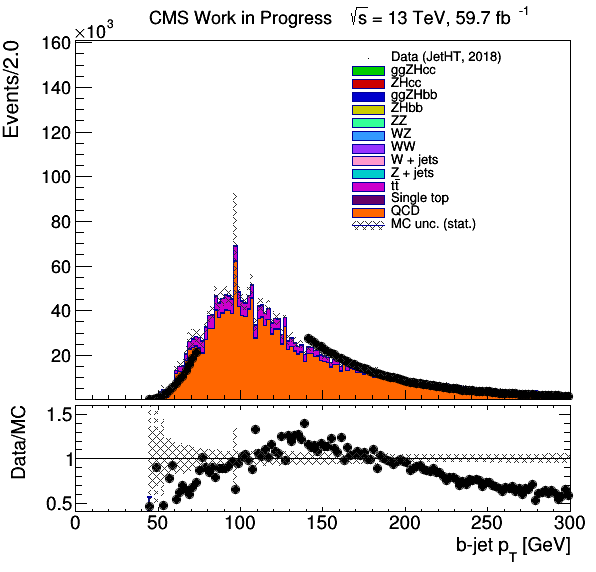 CMS Work in Progress √s = 13 TeV, 59.7 fb⁻¹
×10³
Events/2.0
160
140
120
100
80
60
40
20
Data (JetHT, 2018)
ggZHcc
ZHcc
ggZHbb
ZHbb
ZZ
WZ
WW
W + jets
Z + jets
tt̄
Single top
QCD
MC unc. (stat.)
Data/MC
1.5
1
0.5
0 50 100 150 200 250 300
b-jet p_T [GeV]